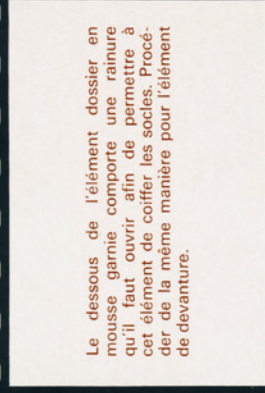 Le dessous de l'élément dossier en
mousse garnie comporte une rainure
qu'il faut ouvrir afin de permettre à
cet élément de coiffer les socles. Procé-
der de la même manière pour l'élément
de devanture.